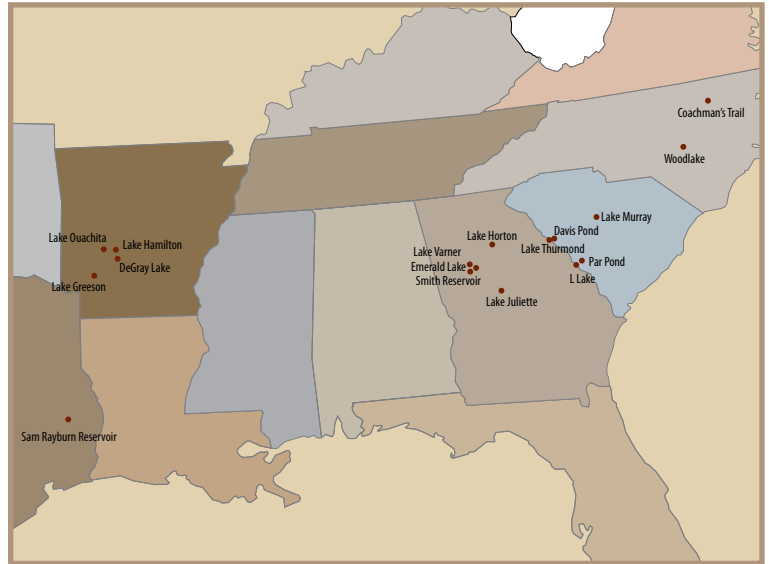 Coachman's Trail
Woodlake
Lake Murray
Davis Pond
Lake Thurmond
Lake Horton
Lake Ouachita
Lake Hamilton
Lake Varner
Par Pond
DeGray Lake
Emerald Lake
Smith Reservoir
L Lake
Lake Greeson
Lake Juliette
Sam Rayburn Reservoir